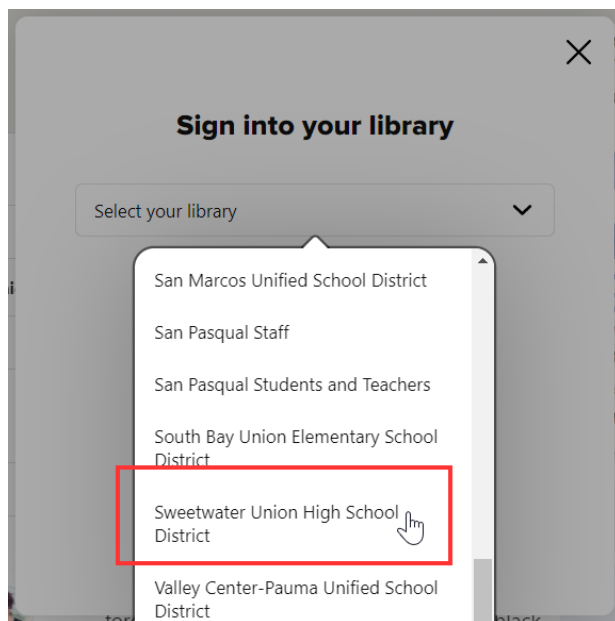 Sign into your library
Select your library
San Marcos Unified School District
San Pasqual Staff
San Pasqual Students and Teachers
South Bay Union Elementary School
District
Sweetwater Union High School
District
Valley Center-Pauma Unified School
District
black